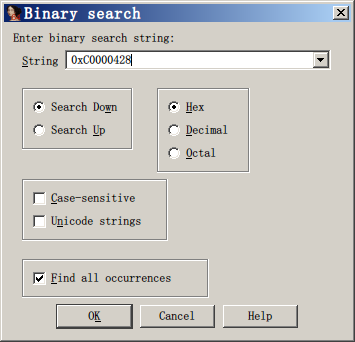 Binary search
Enter binary search string:
String 0xC0000428
Search Down
Search Up
Hex
Decimal
Octal
Case-sensitive
Unicode strings
Find all occurrences
OK Cancel Help